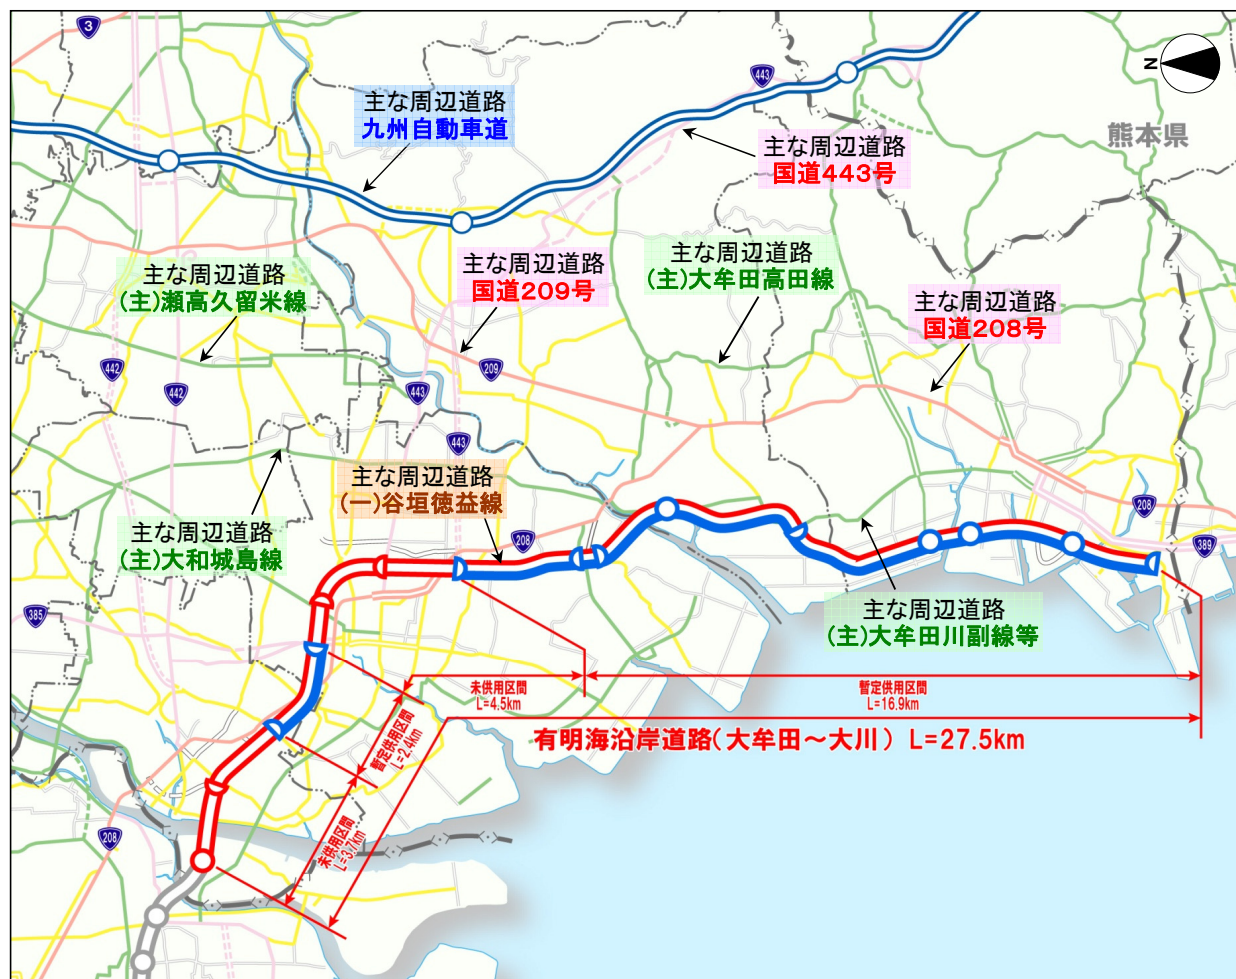 3
N
443
主な周辺道路
九州自動車道
熊本県
主な周辺道路
国道443号
主な周辺道路
(主)瀬高久留米線
主な周辺道路
国道209号
主な周辺道路
(主)大牟田高田線
主な周辺道路
国道208号
442
442
443
209
443
主な周辺道路
(一)谷垣徳益線
208
208
389
主な周辺道路
(主)大和城島線
主な周辺道路
(主)大牟田川副線等
385
未供用区間
L=4.5km
暫定供用区間
L=16.9km
暫定供用区間
L=2.4km
有明海沿岸道路(大牟田～大川) L=27.5km
未供用区間
L=3.7km
208